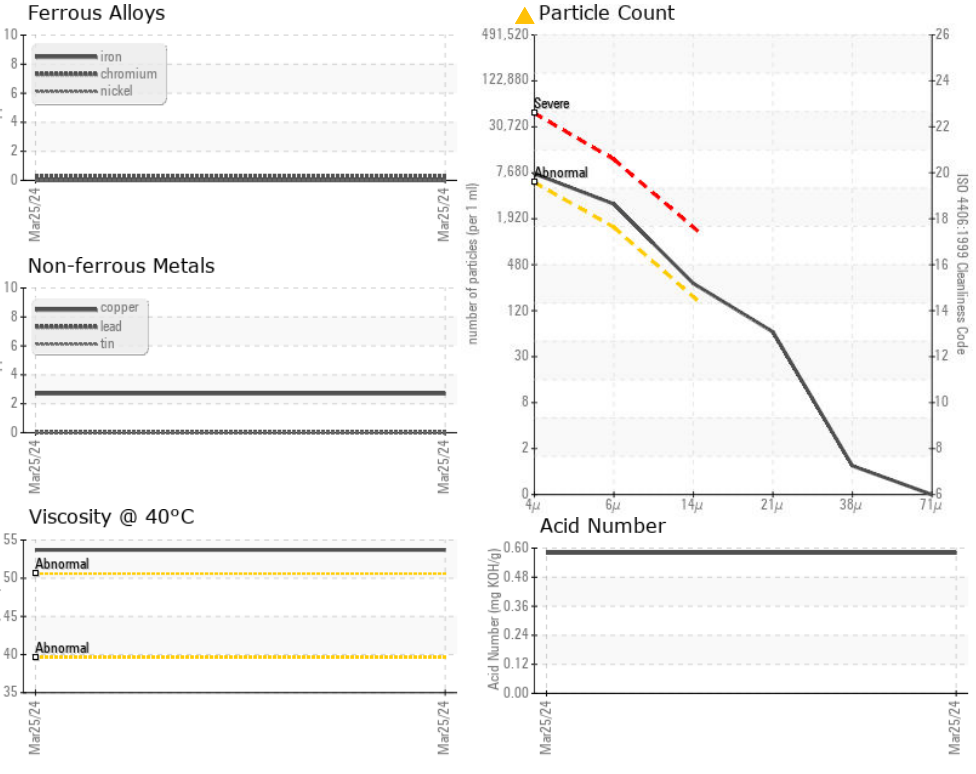 Ferrous Alloys
10
8
6
4
2
0
iron
chromium
nickel
Mar25/24
Mar25/24
Non-ferrous Metals
10
8
6
4
2
0
copper
lead
tin
Mar25/24
Mar25/24
Viscosity @ 40°C
55
50
45
40
35
Abnormal
Abnormal
Mar25/24
Mar25/24
Particle Count
491,520
122,880
30,720
7,680
1,920
480
120
30
8
2
0
number of particles (per 1 ml)
Severe
Abnormal
26
24
22
20
18
16
14
12
10
8
6
ISO 4406:1999 Cleanliness Code
4µ
6µ
14µ
21µ
38µ
71µ
Acid Number
0.60
0.48
0.36
0.24
0.12
0.00
Acid Number (mg KOH/g)
Mar25/24
Mar25/24